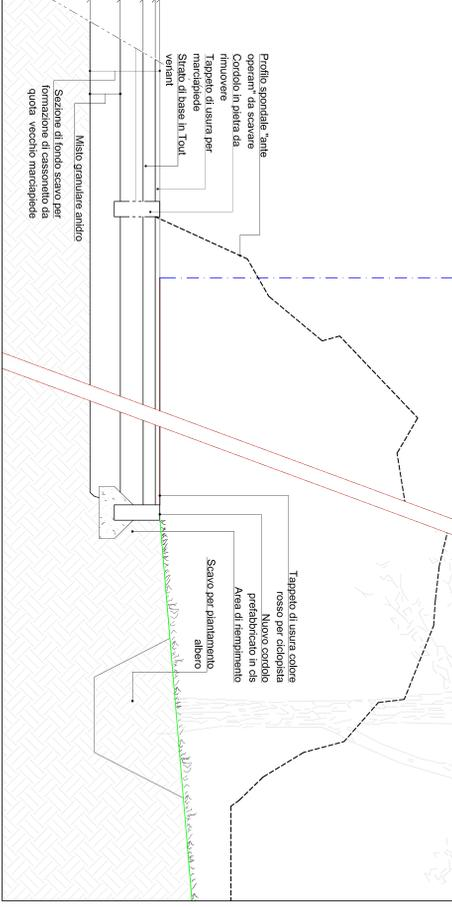 Profilo spondale "ante
operam" da scavare
Cordolo in pietra da
rimuovere
Tappeto di usura per
marciapiede
Strato di base in Tout
venant
Misto granulare anidro
Sezione di fondo scavo per
formazione di cassonetto da
quota vecchio marciapiede
Tappeto di usura colore
rosso per ciclopista
Nuovo cordolo
prefabbricato in cls
Area di riempimento
Scavo per piantamento
albero